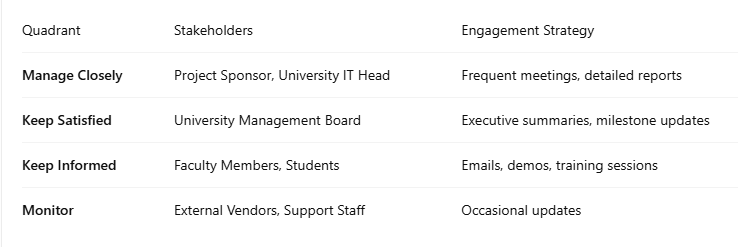 Quadrant Stakeholders Engagement Strategy
Manage Closely Project Sponsor, University IT Head Frequent meetings, detailed reports
Keep Satisfied University Management Board Executive summaries, milestone updates
Keep Informed Faculty Members, Students Emails, demos, training sessions
Monitor External Vendors, Support Staff Occasional updates